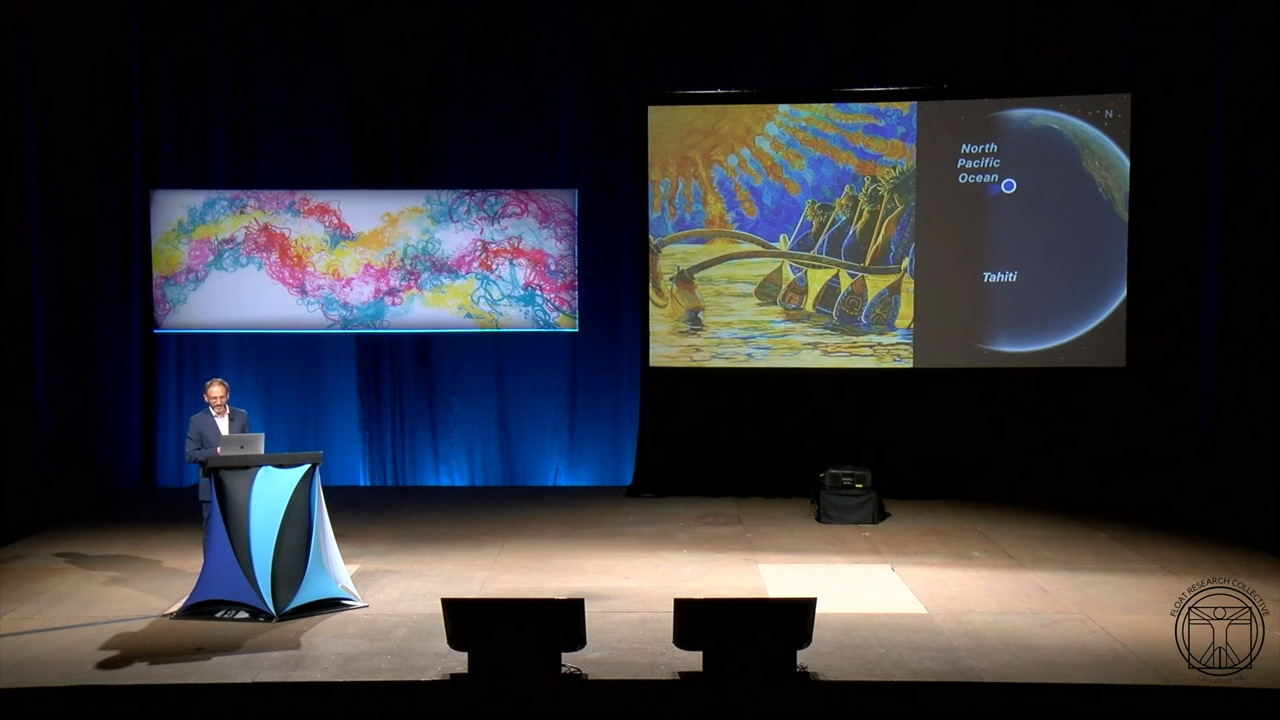 N
North
Pacific
Ocean
Tahiti
FLOAT RESEARCH COLLECTIVE